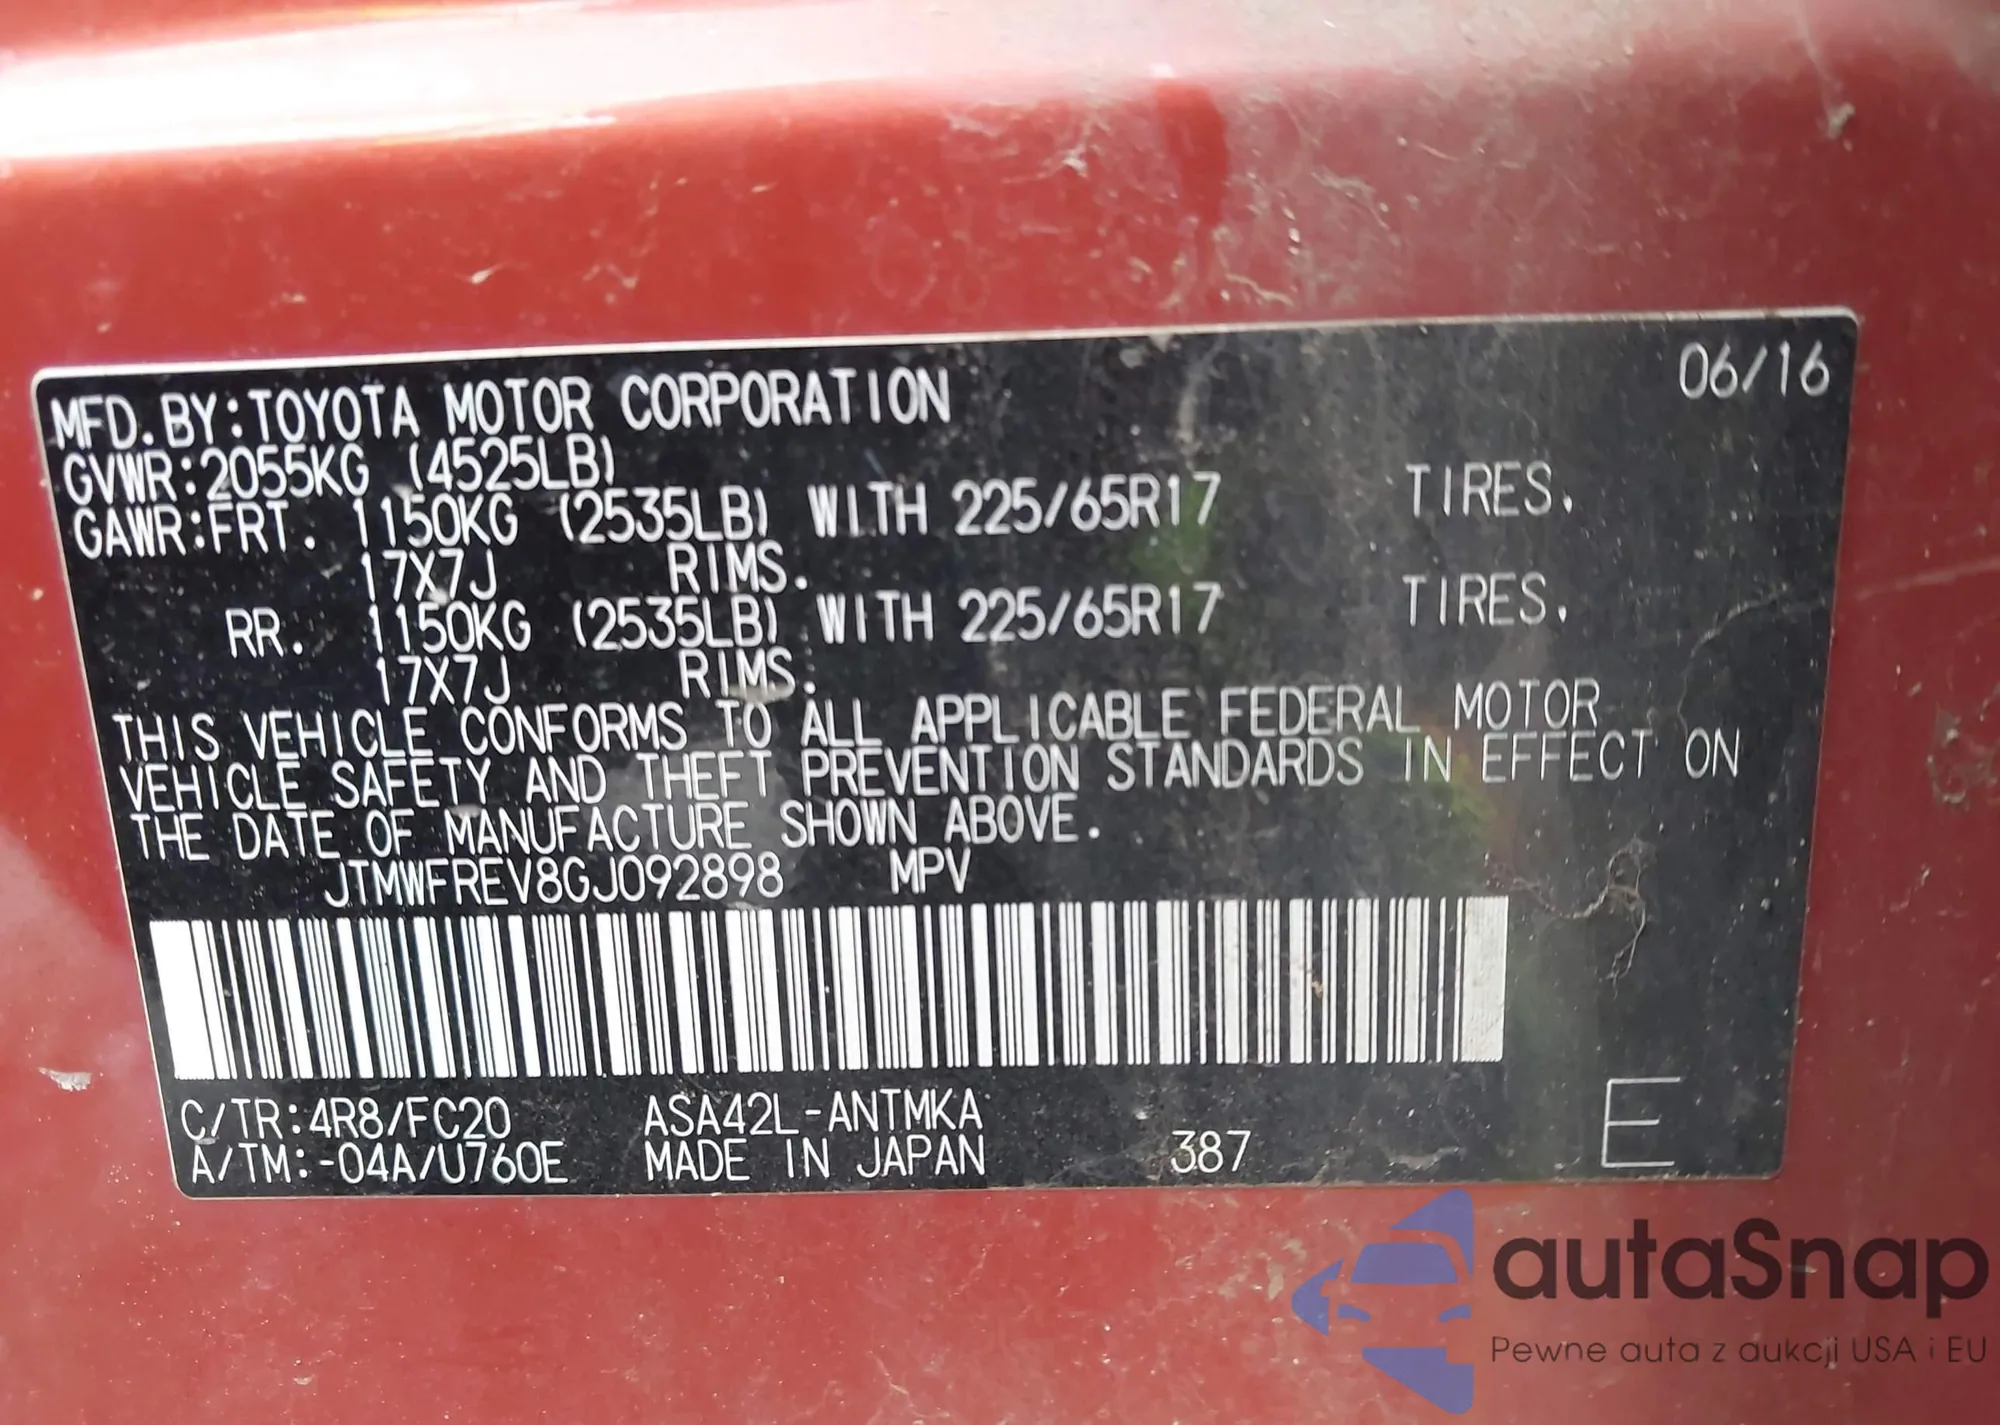 06/16
MFD.BY:TOYOTA MOTOR CORPORATION
GVWR:2055KG (4525LB)
GAWR:FRT. 1150KG (2535LB) WITH 225/65R17 TIRES.
17X7J RIMS.
RR. 1150KG (2535LB) WITH 225/65R17 TIRES.
17X7J RIMS.
THIS VEHICLE CONFORMS TO ALL APPLICABLE FEDERAL MOTOR
VEHICLE SAFETY AND THEFT PREVENTION STANDARDS IN EFFECT ON
THE DATE OF MANUFACTURE SHOWN ABOVE.
JTMWFREV8GJ092898 MPV
C/TR:4R8/FC20 ASA42L-ANTMKA
A/TM:-04A/U760E MADE IN JAPAN 387 E
autaSnap
Pewne auta z aukcji USA i EU